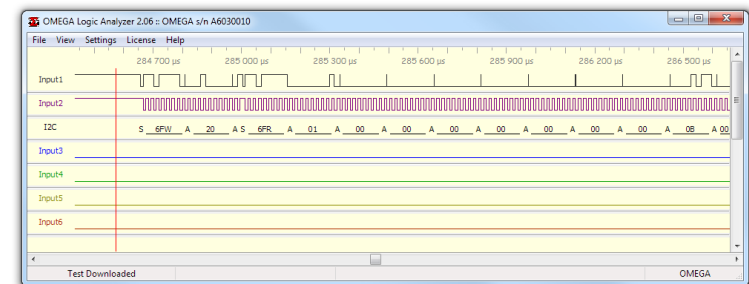 OMEGA Logic Analyzer 2.06 :: OMEGA s/n A6030010
File View Settings License Help
284 700 µs 285 000 µs 285 300 µs 285 600 µs 285 900 µs 286 200 µs 286 500 µs
Input1
Input2
I2C S 6FW A 20 A S 6FR A 01 A 00 A 00 A 00 A 00 A 00 A 00 A 00 A 0B A 00
Input3
Input4
Input5
Input6
Test Downloaded OMEGA